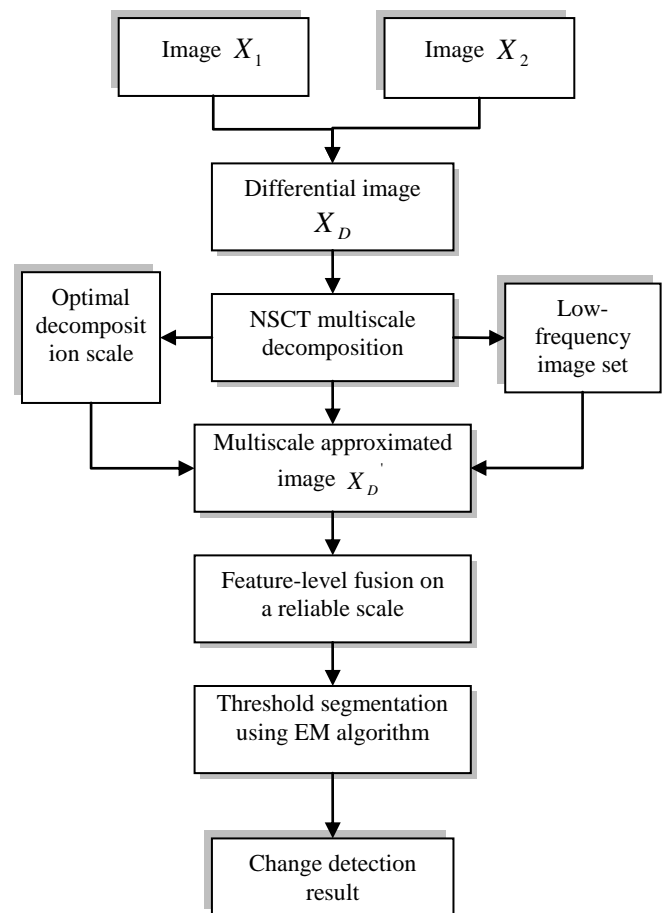 Image X₁
Image X₂
Differential image
X_D
Optimal
decomposit
ion scale
NSCT multiscale
decomposition
Low-
frequency
image set
Multiscale approximated
image X_D'
Feature-level fusion on
a reliable scale
Threshold segmentation
using EM algorithm
Change detection
result